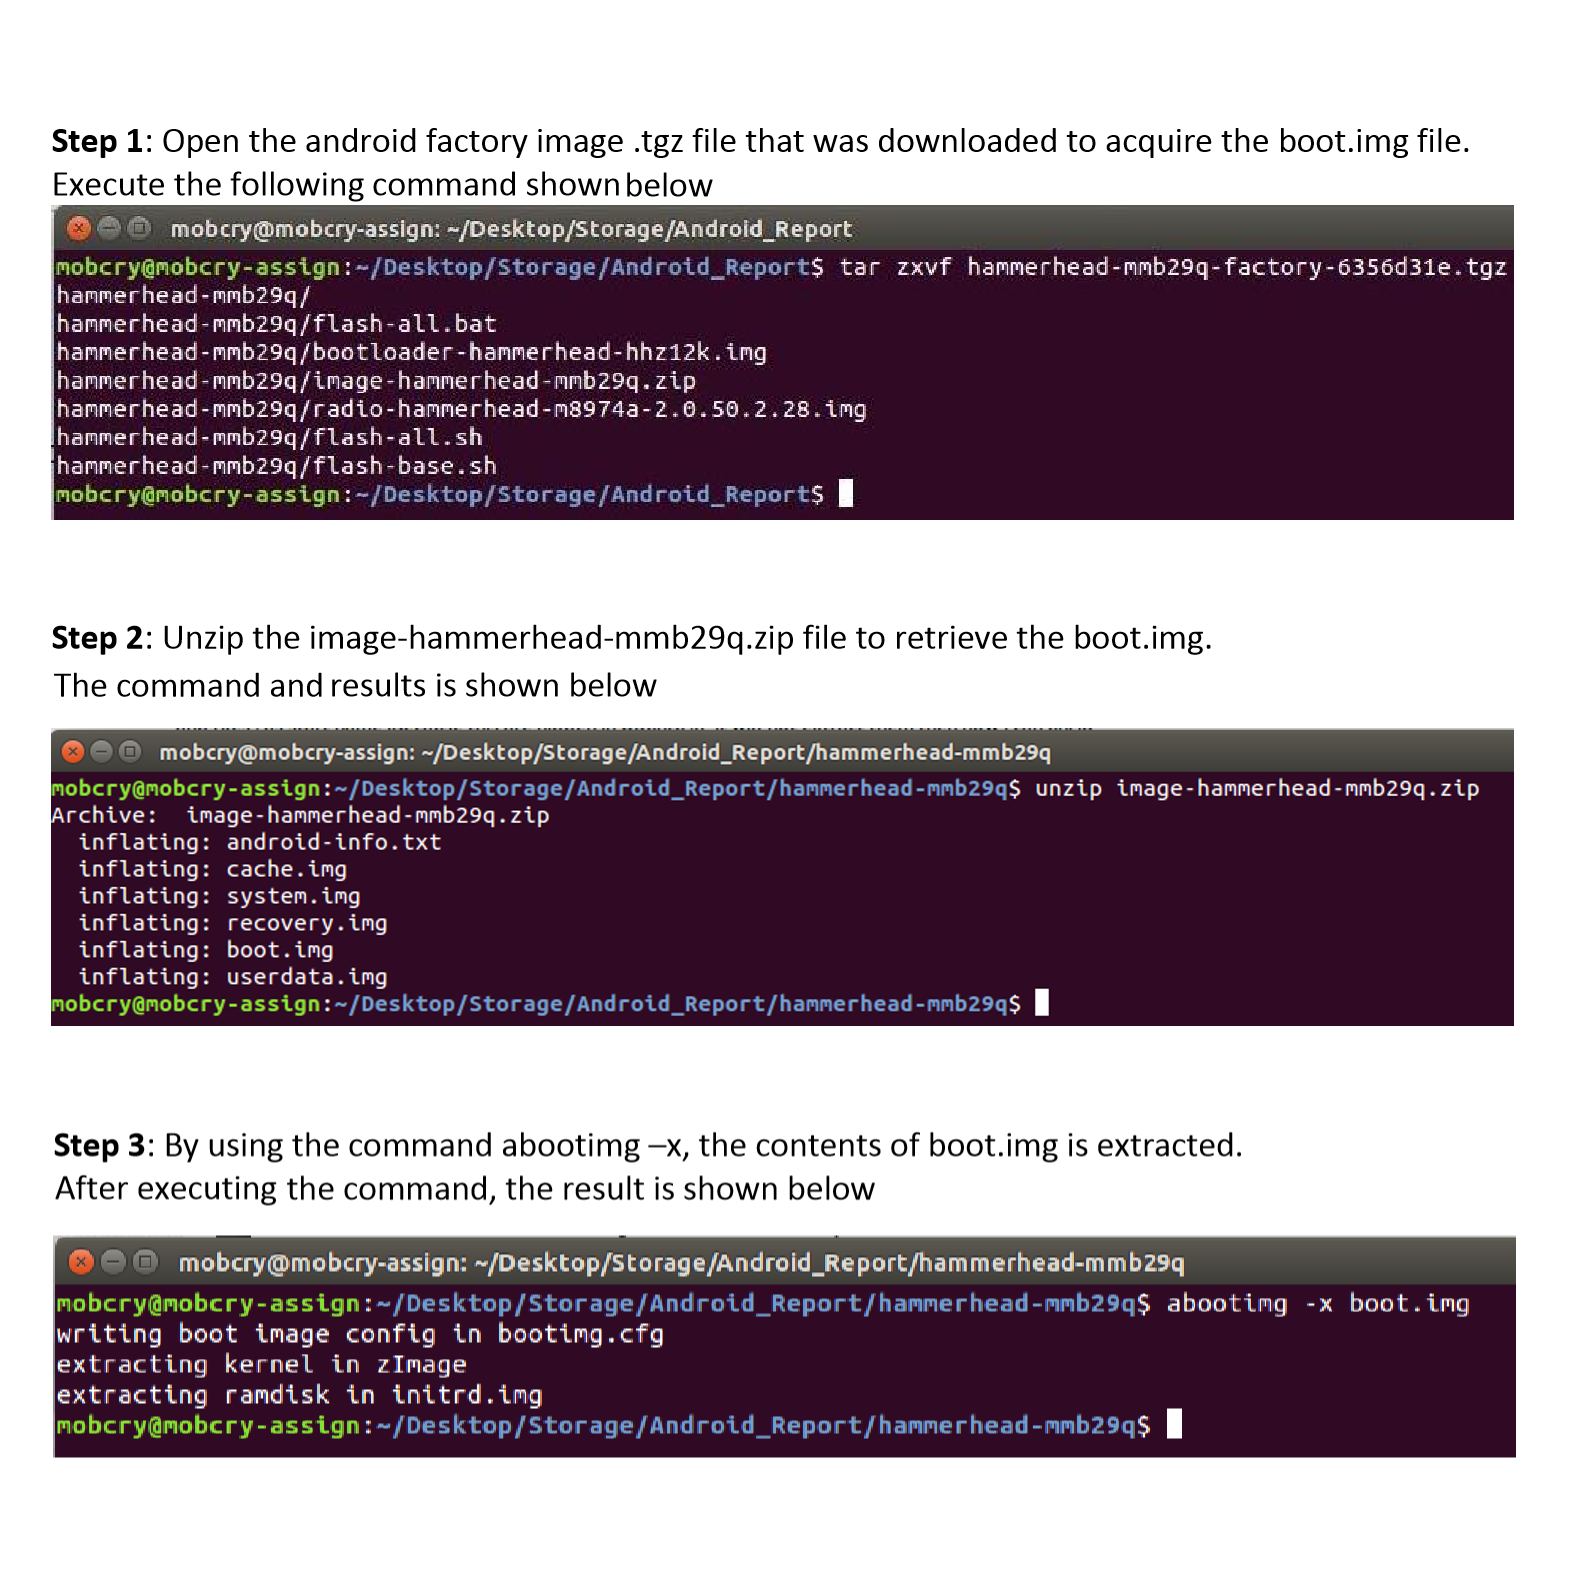 Step 1: Open the android factory image .tgz file that was downloaded to acquire the boot.img file.
Execute the following command shown below
mobcry@mobcry-assign: ~/Desktop/Storage/Android_Report
mobcry@mobcry-assign:~/Desktop/Storage/Android_Report$ tar zxvf hammerhead-mmb29q-factory-6356d31e.tgz
hammerhead-mmb29q/
hammerhead-mmb29q/flash-all.bat
hammerhead-mmb29q/bootloader-hammerhead-hhz12k.img
hammerhead-mmb29q/image-hammerhead-mmb29q.zip
hammerhead-mmb29q/radio-hammerhead-m8974a-2.0.50.2.28.img
hammerhead-mmb29q/flash-all.sh
hammerhead-mmb29q/flash-base.sh
mobcry@mobcry-assign:~/Desktop/Storage/Android_Report$
Step 2: Unzip the image-hammerhead-mmb29q.zip file to retrieve the boot.img.
The command and results is shown below
mobcry@mobcry-assign: ~/Desktop/Storage/Android_Report/hammerhead-mmb29q
mobcry@mobcry-assign:~/Desktop/Storage/Android_Report/hammerhead-mmb29q$ unzip image-hammerhead-mmb29q.zip
Archive:  image-hammerhead-mmb29q.zip
  inflating: android-info.txt
  inflating: cache.img
  inflating: system.img
  inflating: recovery.img
  inflating: boot.img
  inflating: userdata.img
mobcry@mobcry-assign:~/Desktop/Storage/Android_Report/hammerhead-mmb29q$
Step 3: By using the command abootimg –x, the contents of boot.img is extracted.
After executing the command, the result is shown below
mobcry@mobcry-assign: ~/Desktop/Storage/Android_Report/hammerhead-mmb29q
mobcry@mobcry-assign:~/Desktop/Storage/Android_Report/hammerhead-mmb29q$ abootimg -x boot.img
writing boot image config in bootimg.cfg
extracting kernel in zImage
extracting ramdisk in initrd.img
mobcry@mobcry-assign:~/Desktop/Storage/Android_Report/hammerhead-mmb29q$